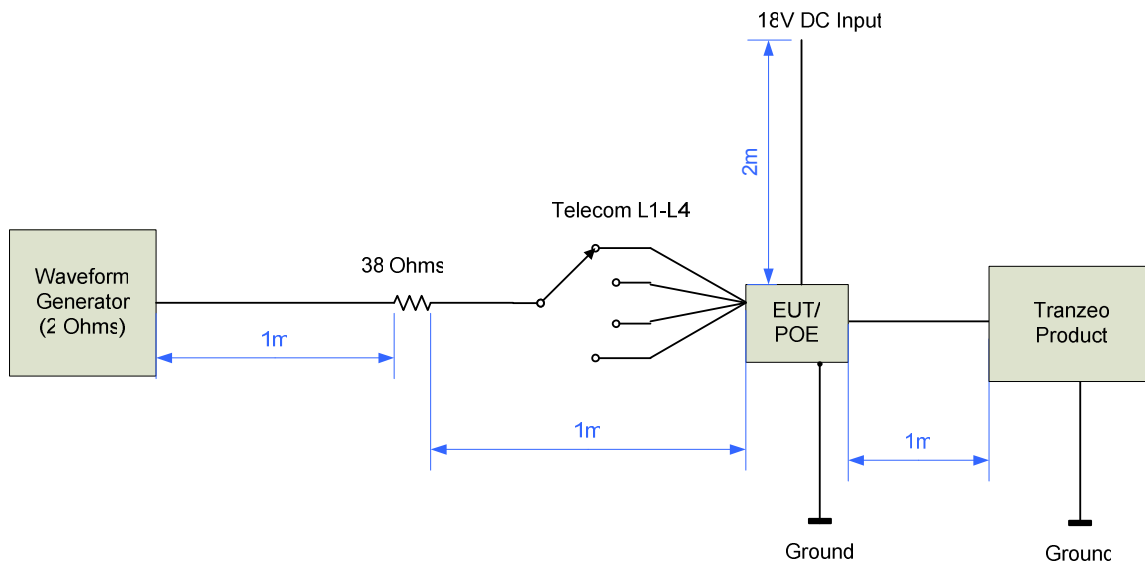 18V DC Input
2m
Telecom L1-L4
38 Ohms
Waveform
Generator
(2 Ohms)
EUT/
POE
Tranzeo
Product
1m
1m
1m
Ground
Ground